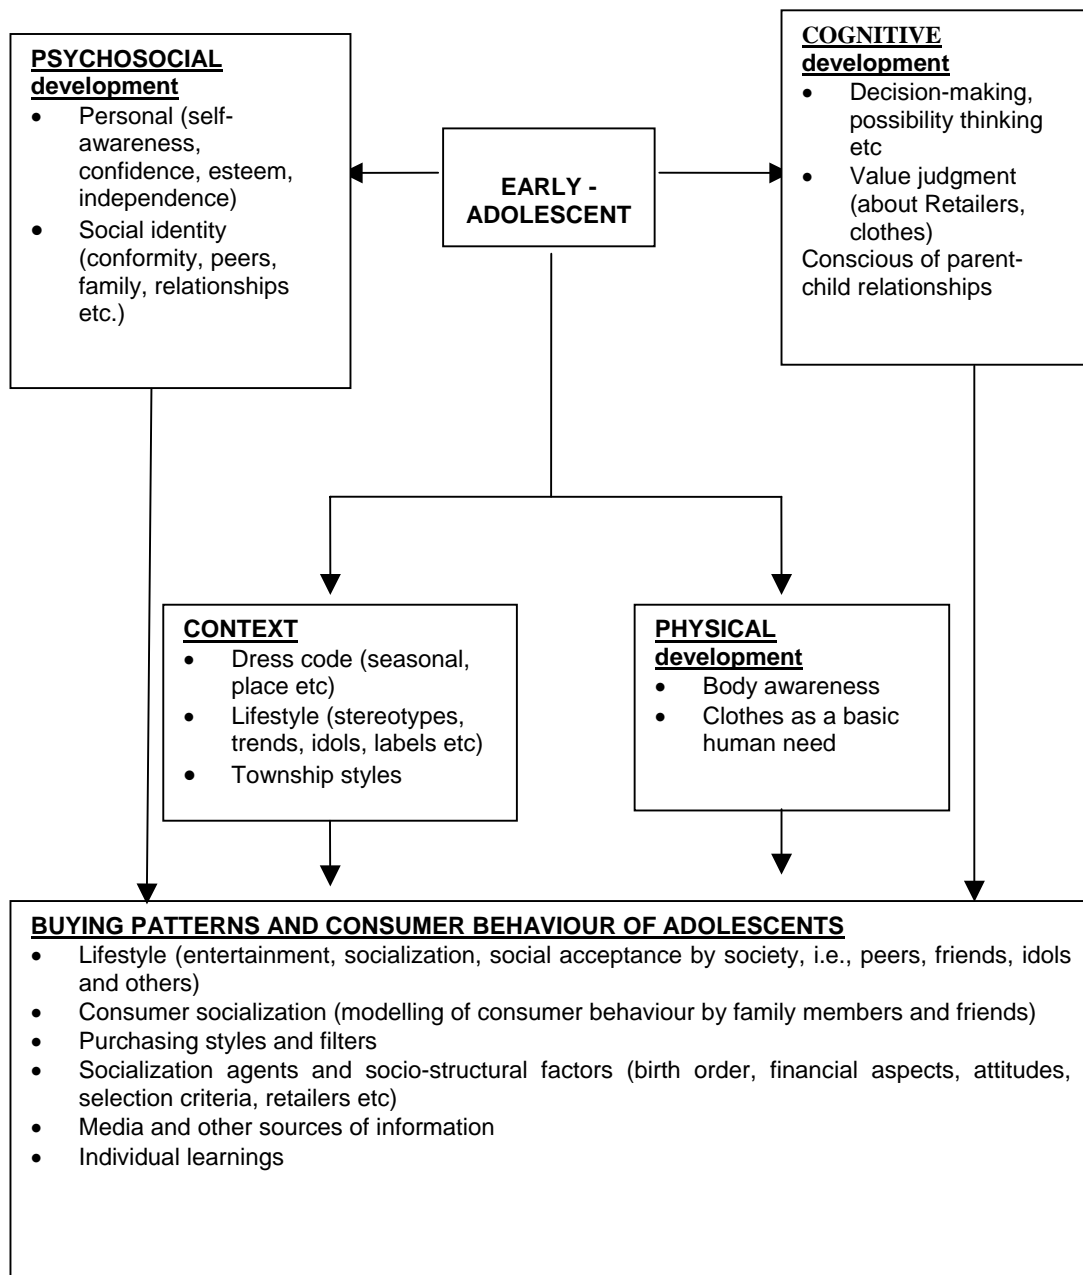 PSYCHOSOCIAL
development
• Personal (self-
awareness,
confidence, esteem,
independence)
• Social identity
(conformity, peers,
family, relationships
etc.)
EARLY -
ADOLESCENT
COGNITIVE
development
• Decision-making,
possibility thinking
etc
• Value judgment
(about Retailers,
clothes)
Conscious of parent-
child relationships
CONTEXT
• Dress code (seasonal,
place etc)
• Lifestyle (stereotypes,
trends, idols, labels etc)
• Township styles
PHYSICAL
development
• Body awareness
• Clothes as a basic
human need
BUYING PATTERNS AND CONSUMER BEHAVIOUR OF ADOLESCENTS
• Lifestyle (entertainment, socialization, social acceptance by society, i.e., peers, friends, idols
and others)
• Consumer socialization (modelling of consumer behaviour by family members and friends)
• Purchasing styles and filters
• Socialization agents and socio-structural factors (birth order, financial aspects, attitudes,
selection criteria, retailers etc)
• Media and other sources of information
• Individual learnings